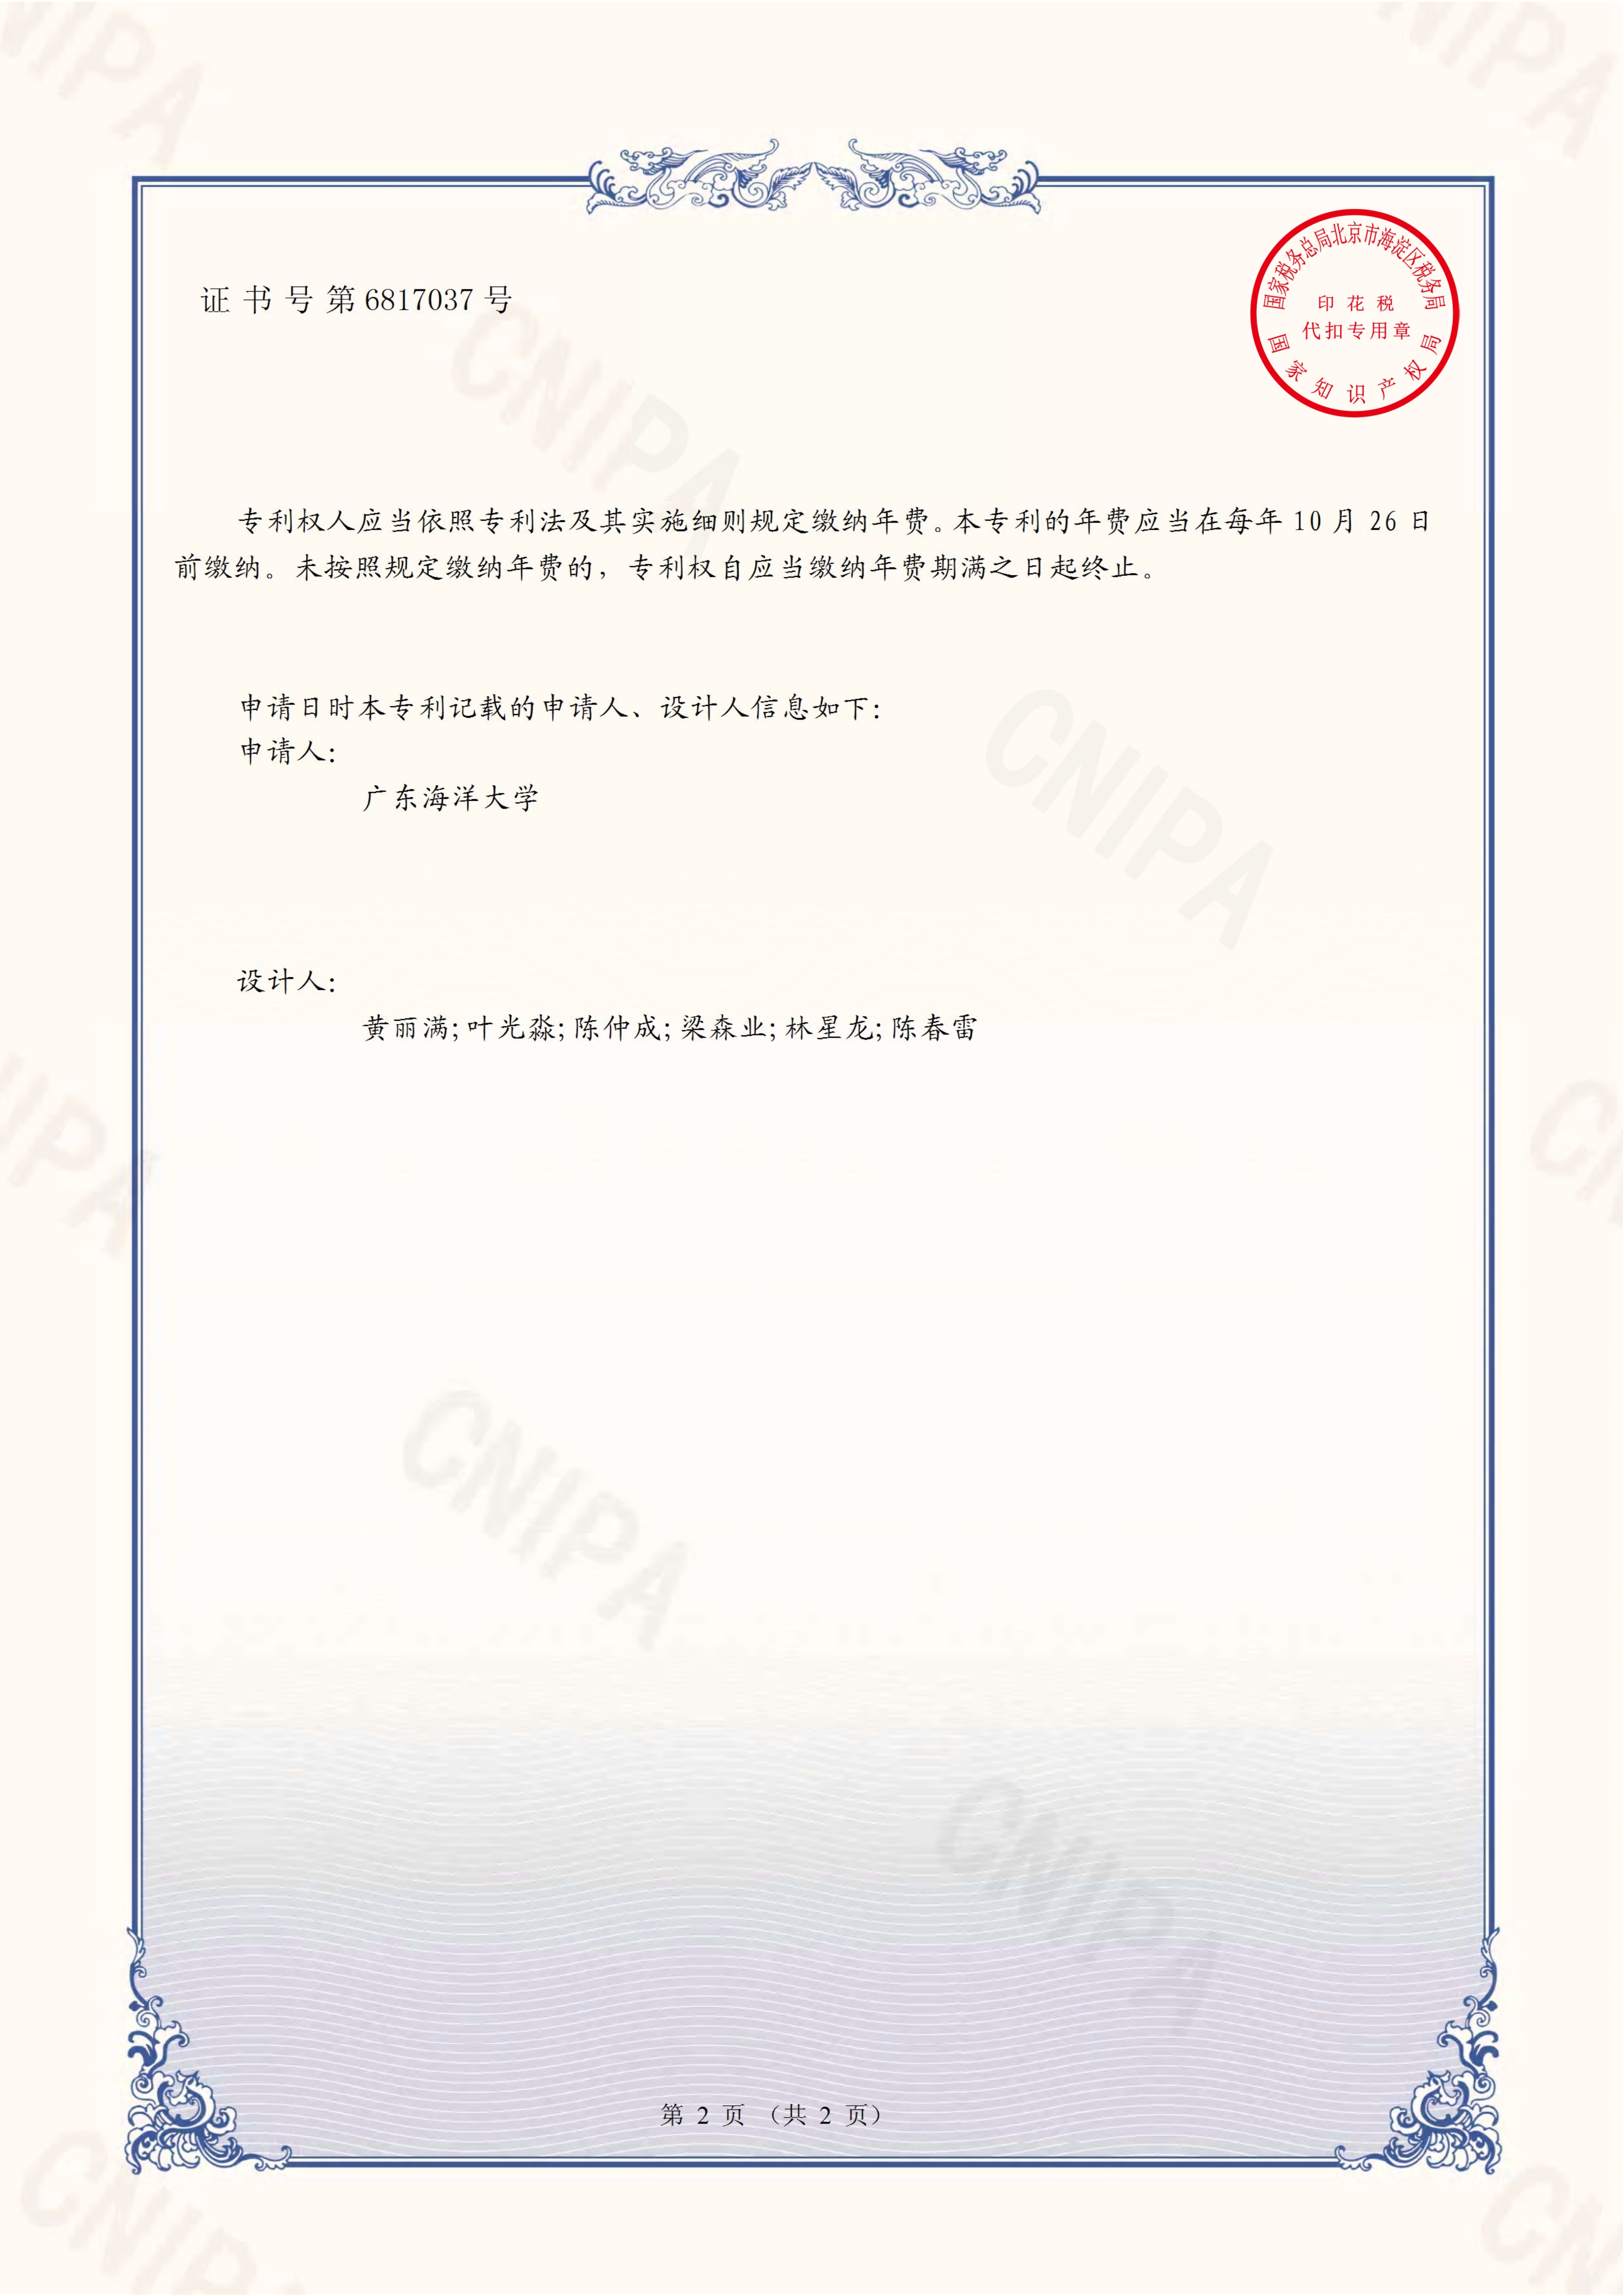 证书号第6817037号
国家税务总局北京市海淀区税务局
印花税
代扣专用章
国家知识产权局
专利权人应当依照专利法及其实施细则规定缴纳年费。本专利的年费应当在每年10月26日
前缴纳。未按照规定缴纳年费的，专利权自应当缴纳年费期满之日起终止。
申请日时本专利记载的申请人、设计人信息如下：
申请人：
广东海洋大学
设计人：
黄丽满;叶光淼;陈仲成;梁森业;林星龙;陈春雷
第 2 页 （共 2 页）
CNIPA
CNIPA
CNIPA
CNIPA